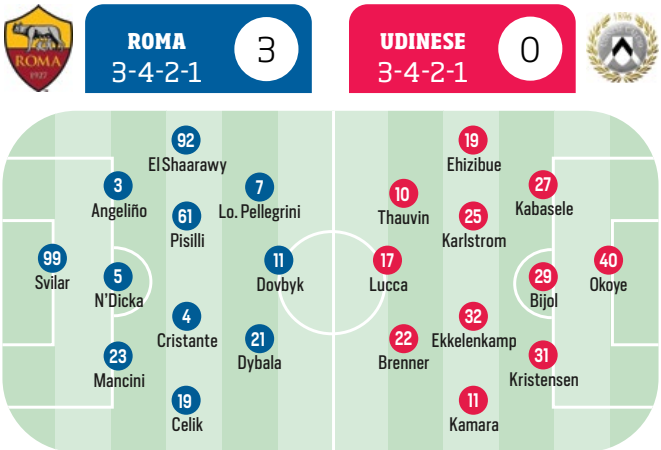 ROMA
3-4-2-1
3
UDINESE
3-4-2-1
0
ROMA
1927
1896
99
Svilar
3
Angeliño
5
N'Dicka
23
Mancini
92
El Shaarawy
61
Pisilli
4
Cristante
19
Celik
7
Lo. Pellegrini
21
Dybala
11
Dovbyk
17
Lucca
10
Thauvin
22
Brenner
19
Ehizibue
25
Karlstrom
32
Ekkelenkamp
11
Kamara
27
Kabasele
29
Bijol
31
Kristensen
40
Okoye